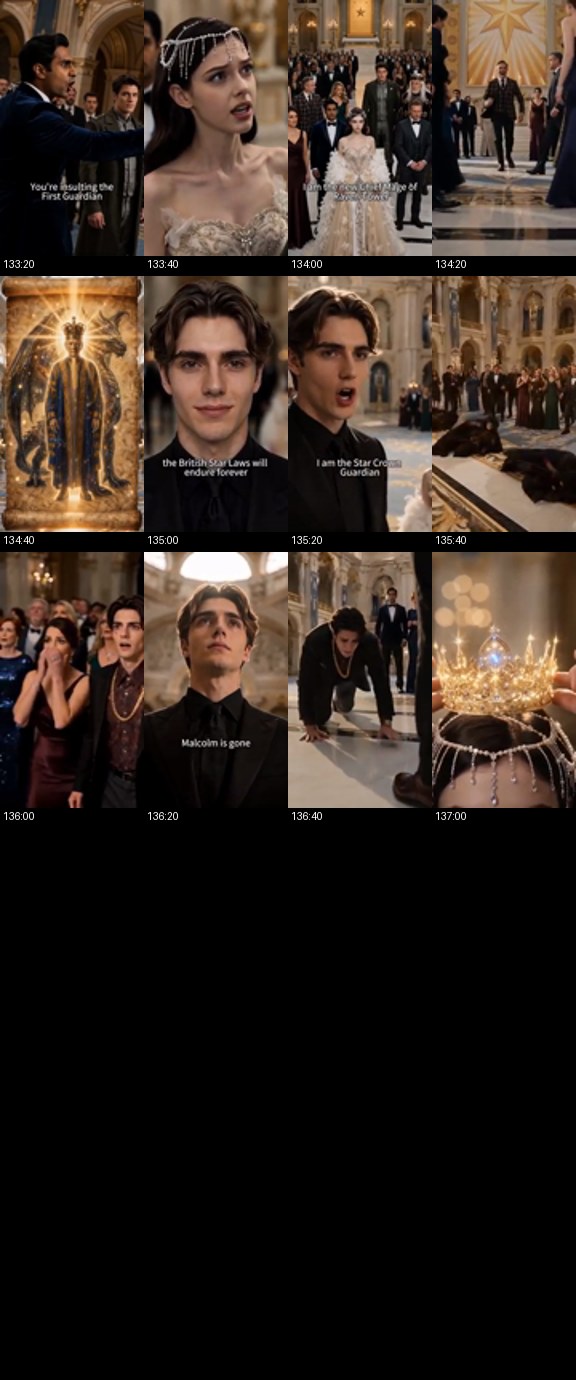 You're insulting the
First Guardian
I am the new Chief Mage of
Raven Tower
133:20
133:40
134:00
134:20
the British Star Laws will
endure forever
I am the Star Crown
Guardian
134:40
135:00
135:20
135:40
Malcolm is gone
136:00
136:20
136:40
137:00